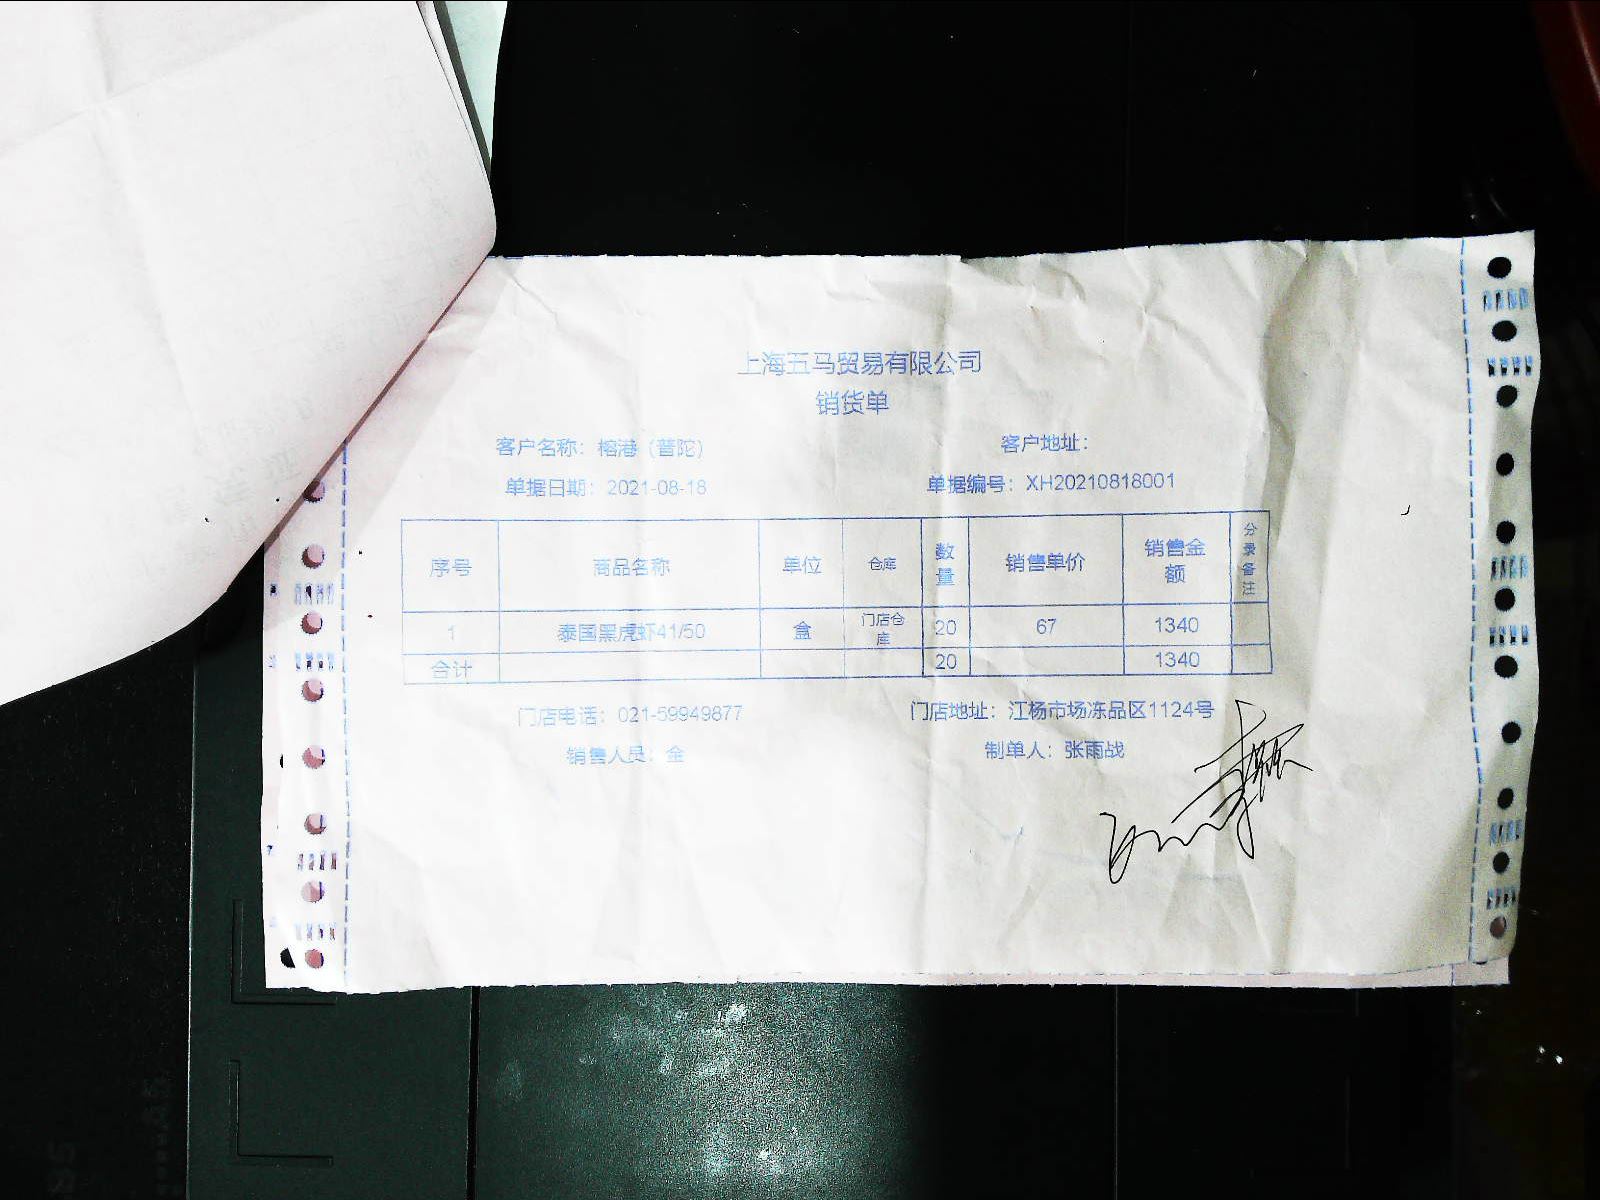 上海五马贸易有限公司
销货单
客户名称：榕港（普陀） 客户地址：
单据日期：2021-08-18 单据编号：XH20210818001
序号 商品名称 单位 仓库 数量 销售单价 销售金额 分录备注
1 泰国黑虎虾41/50 盒 门店仓库 20 67 1340
合计 20 1340
门店电话：021-59949877 门店地址：江杨市场冻品区1124号
销售人员：金 制单人：张雨战